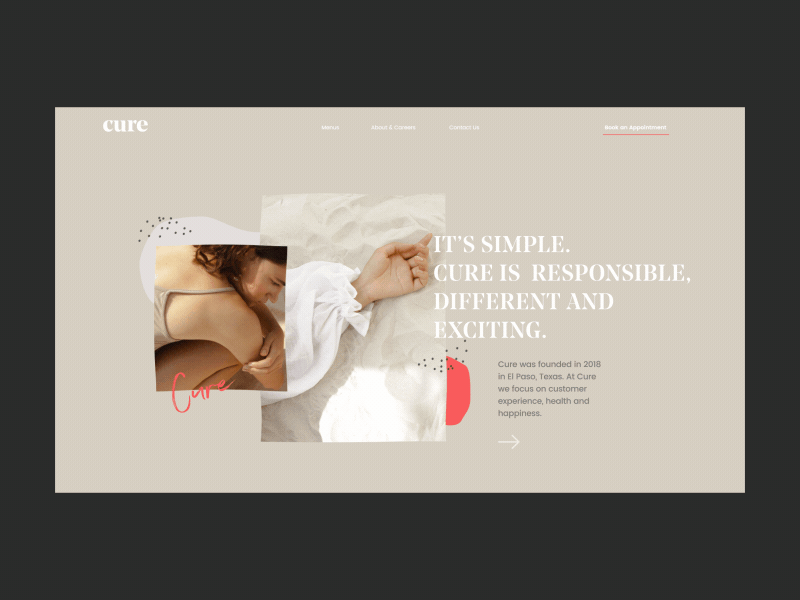 cure
Menus
About & Careers
Contact Us
Book an Appointment
IT'S SIMPLE.
CURE IS RESPONSIBLE,
DIFFERENT AND
EXCITING.
Cure
Cure was founded in 2018
in El Paso, Texas. At Cure
we focus on customer
experience, health and
happiness.